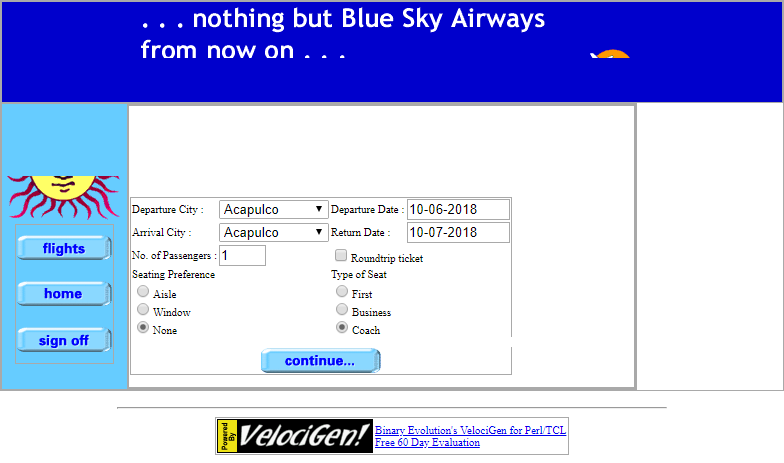 . . . nothing but Blue Sky Airways
from now on . . .
Departure City : Acapulco Departure Date : 10-06-2018
Arrival City : Acapulco Return Date : 10-07-2018
flights
No. of Passengers : 1 Roundtrip ticket
Seating Preference Type of Seat
home
Aisle First
Window Business
None Coach
sign off
continue...
Powered By VelociGen! Binary Evolution's VelociGen for Perl/TCL
Free 60 Day Evaluation